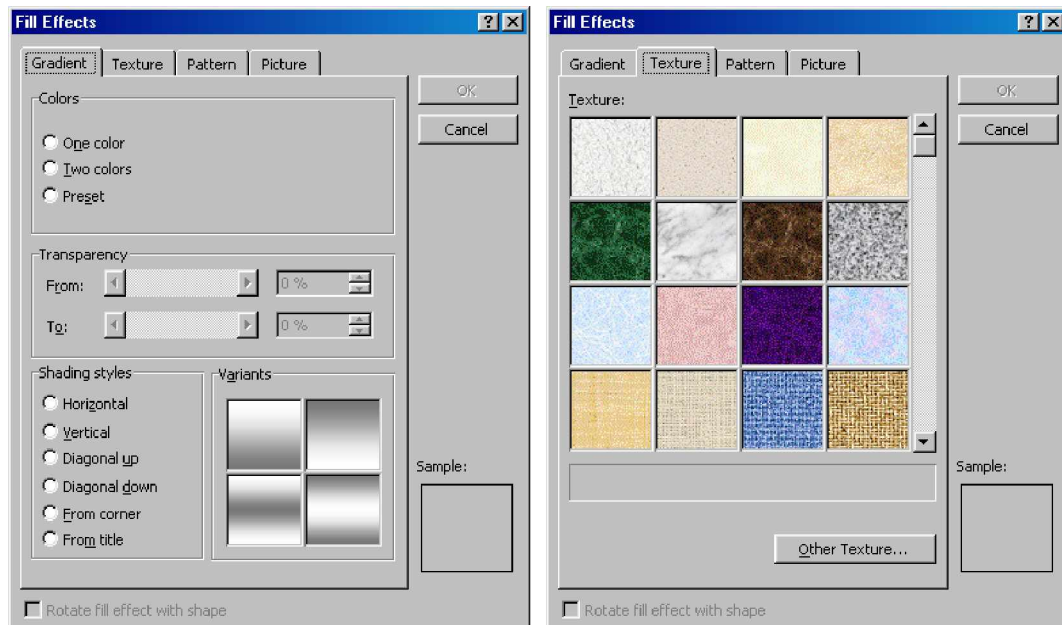 Fill Effects
Gradient Texture Pattern Picture
OK
Cancel
Colors
One color
Two colors
Preset
Transparency
From: 0 %
To: 0 %
Shading styles
Horizontal
Vertical
Diagonal up
Diagonal down
From corner
From title
Variants
Sample:
Rotate fill effect with shape
Fill Effects
Gradient Texture Pattern Picture
OK
Cancel
Texture:
Sample:
Other Texture...
Rotate fill effect with shape